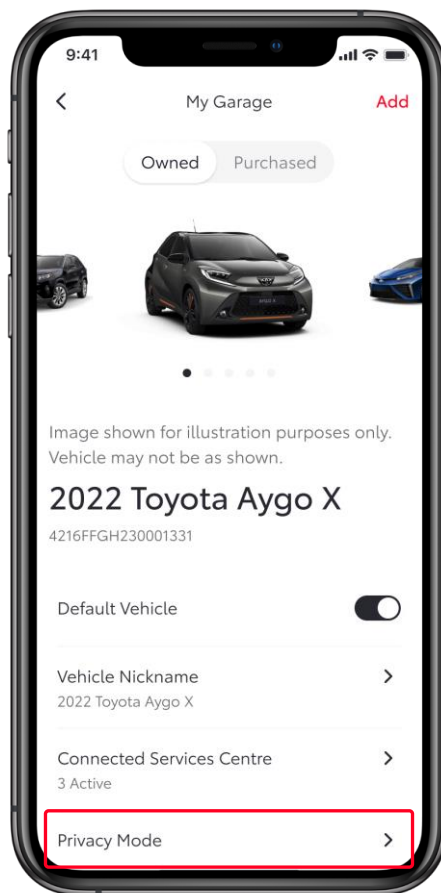 9:41
My Garage
Add
Owned
Purchased
AYGO X
Image shown for illustration purposes only.
Vehicle may not be as shown.
2022 Toyota Aygo X
4216FFGH230001331
Default Vehicle
Vehicle Nickname
2022 Toyota Aygo X
Connected Services Centre
3 Active
Privacy Mode